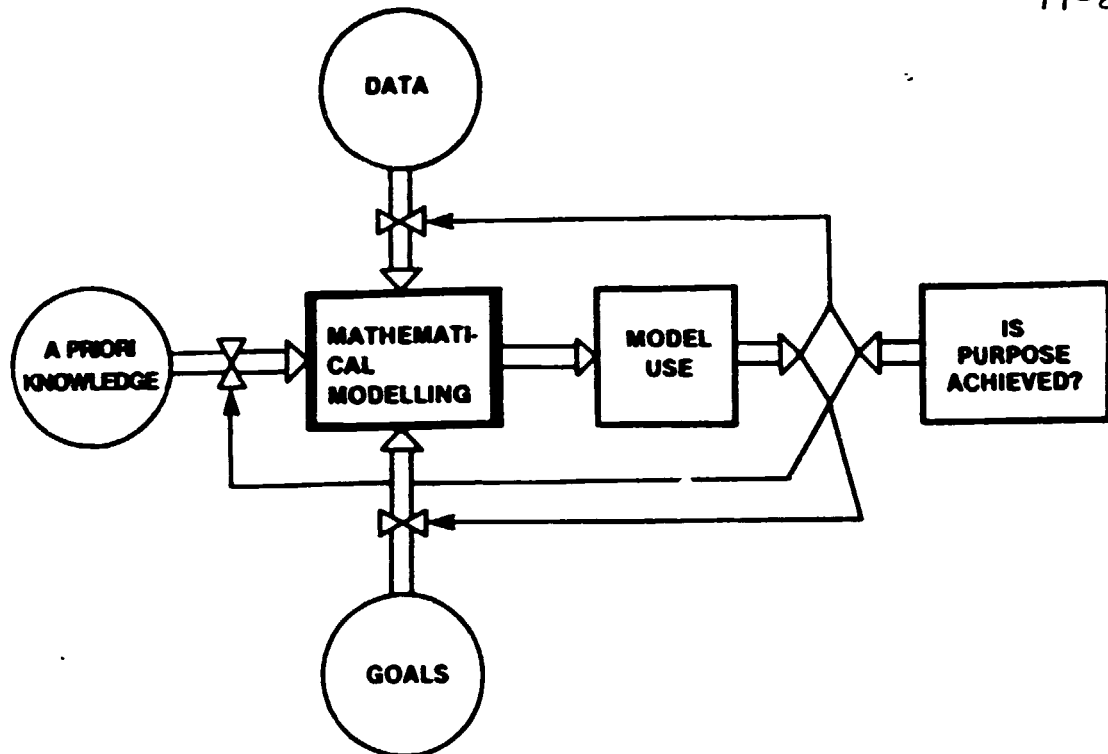 DATA
A PRIORI
KNOWLEDGE
MATHEMATI-
CAL
MODELLING
MODEL
USE
IS
PURPOSE
ACHIEVED?
GOALS